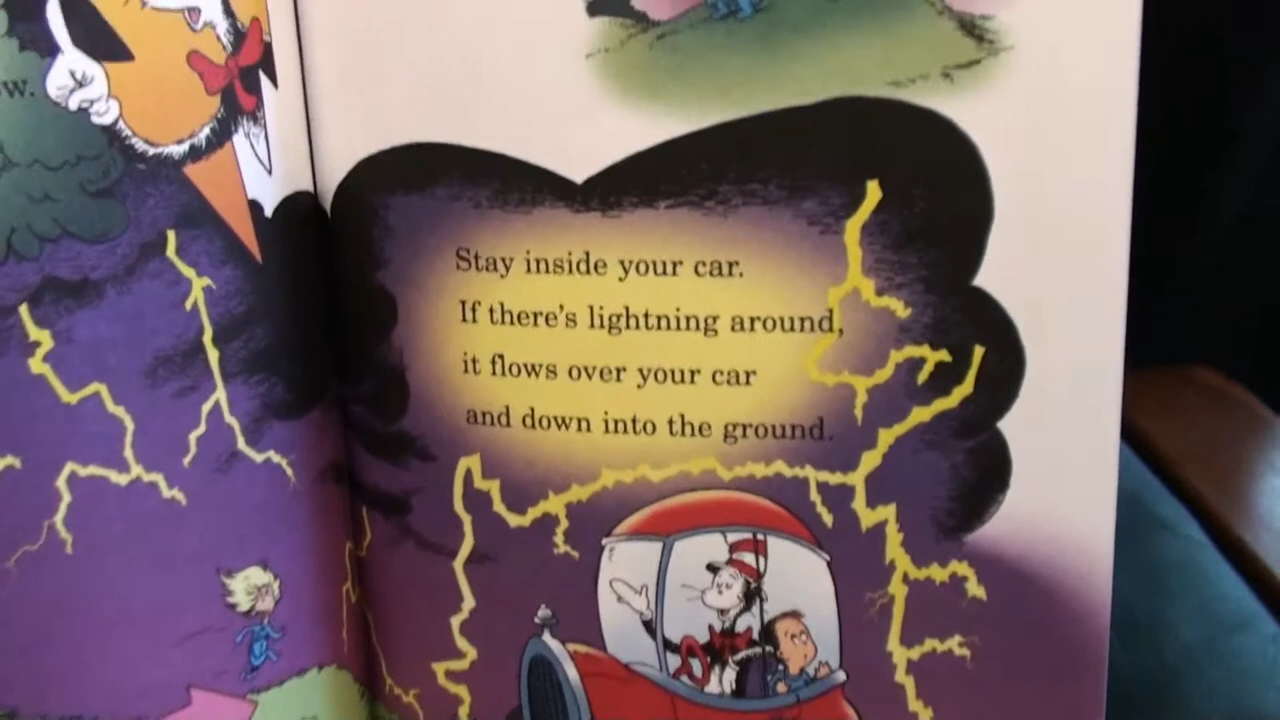 Stay inside your car.
If there's lightning around,
it flows over your car
and down into the ground.